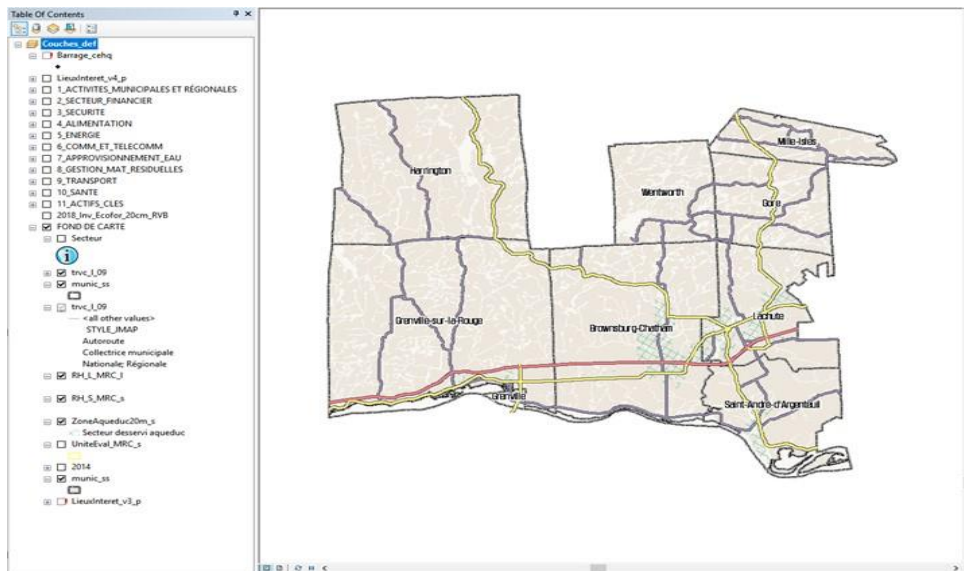 Table Of Contents
Couches_def
Barrage_cehq
LieuxInteret_v4_p
1_ACTIVITES_MUNICIPALES ET RÉGIONALES
2_SECTEUR_FINANCIER
3_SECURITE
4_ALIMENTATION
5_ENERGIE
6_COMM_ET_TELECOMM
7_APPROVISIONNEMENT_EAU
8_GESTION_MAT_RESIDUELLES
9_TRANSPORT
10_SANTE
11_ACTIFS_CLES
2018_Inv_Ecofor_20cm_RVB
FOND DE CARTE
Secteur
trvc_l_09
munic_ss
trvc_l_09
<all other values>
STYLE_IMAP
Autoroute
Collectrice municipale
Nationale; Régionale
RH_L_MRC_l
RH_S_MRC_s
ZoneAqueduc20m_s
Secteur desservi aqueduc
UniteEval_MRC_s
2014
munic_ss
LieuxInteret_v3_p
Mille-Isles
Harrington
Wentworth
Gore
Lachute
Grenville-sur-la-Rouge
Brownsburg-Chatham
Grenville
Saint-André-d'Argenteuil